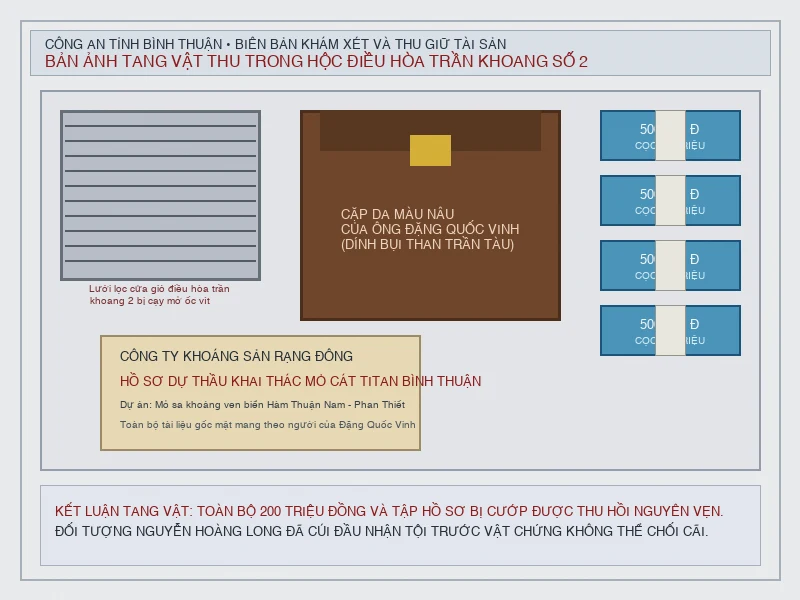 CÔNG AN TỈNH BÌNH THUẬN • BIÊN BẢN KHÁM XÉT VÀ THU GIỮ TÀI SẢN
BẢN ẢNH TANG VẬT THU TRONG HỘC ĐIỀU HÒA TRẦN KHOANG SỐ 2
Lưới lọc cửa gió điều hòa trần
khoang 2 bị cạy mở ốc vít
CẶP DA MÀU NÂU
CỦA ÔNG ĐẶNG QUỐC VINH
(DÍNH BỤI THAN TRẦN TÀU)
Đ
Đ
Đ
Đ
CÔNG TY KHOÁNG SẢN RẠNG ĐÔNG
HỒ SƠ DỰ THẦU KHAI THÁC MỎ CÁT TITAN BÌNH THUẬN
Dự án: Mỏ sa khoáng ven biển Hàm Thuận Nam - Phan Thiết
Toàn bộ tài liệu gốc mật mang theo người của Đặng Quốc Vinh
KẾT LUẬN TANG VẬT: TOÀN BỘ 200 TRIỆU ĐỒNG VÀ TẬP HỒ SƠ BỊ CƯỚP ĐƯỢC THU HỒI NGUYÊN VẸN.
ĐỐI TƯỢNG NGUYỄN HOÀNG LONG ĐÃ CÚI ĐẦU NHẬN TỘI TRƯỚC VẬT CHỨNG KHÔNG THỂ CHỐI CÃI.